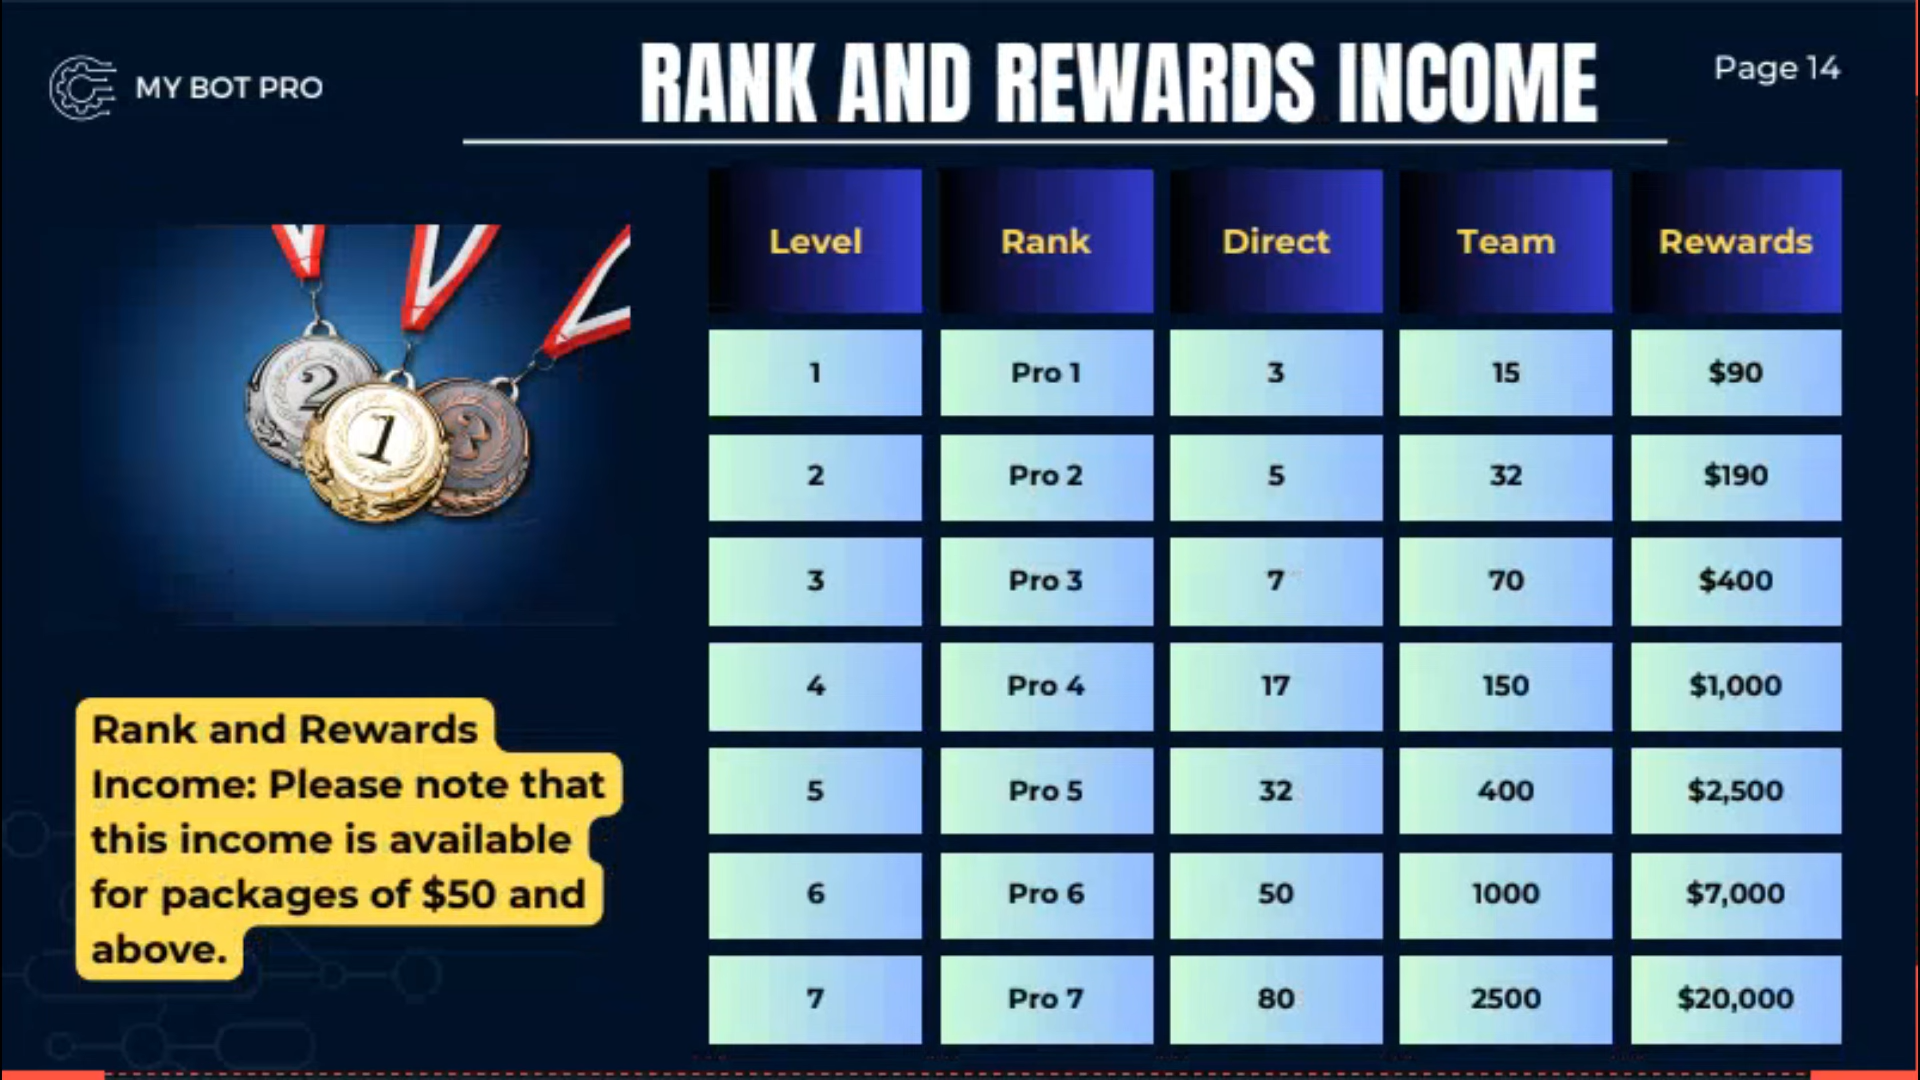 MY BOT PRO
RANK AND REWARDS INCOME
Page 14
Level Rank Direct Team Rewards
1 Pro 1 3 15 $90
2 Pro 2 5 32 $190
3 Pro 3 7 70 $400
4 Pro 4 17 150 $1,000
5 Pro 5 32 400 $2,500
6 Pro 6 50 1000 $7,000
7 Pro 7 80 2500 $20,000
2
1
3
Rank and Rewards
Income: Please note that
this income is available
for packages of $50 and
above.